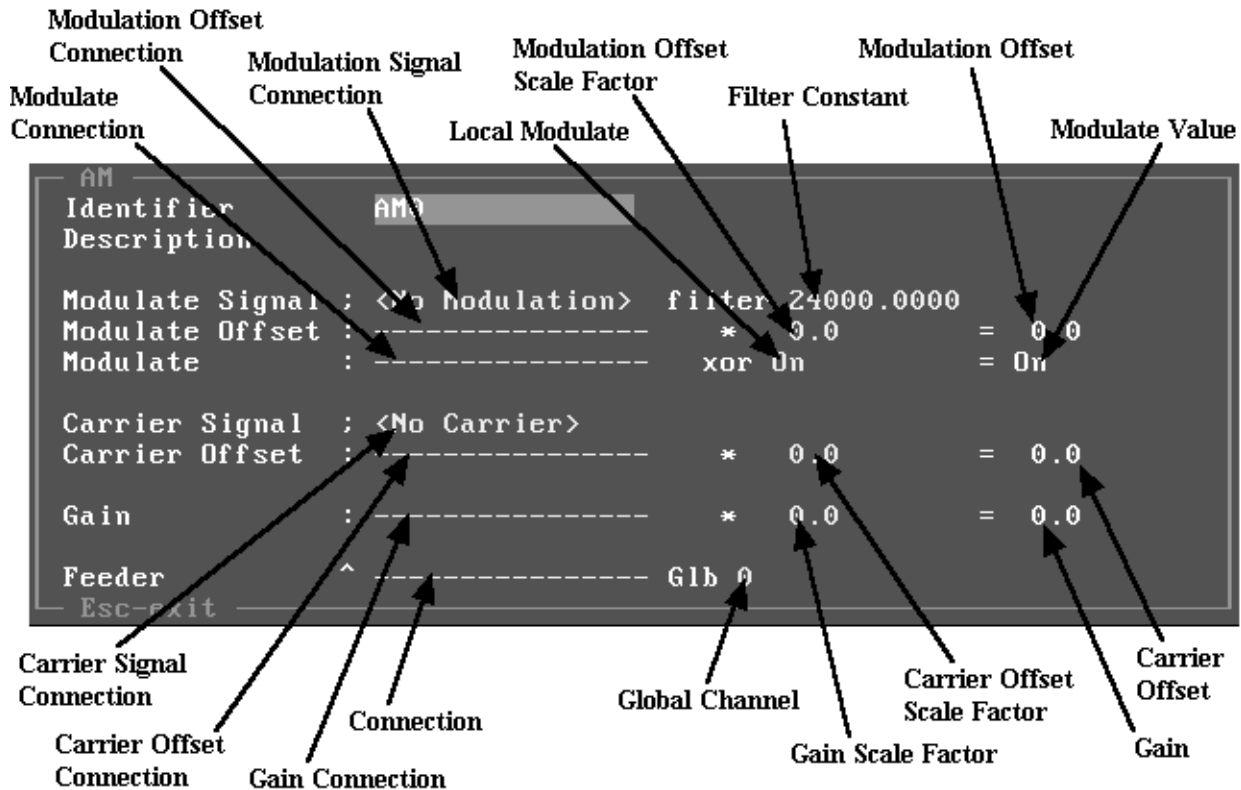 Modulation Offset
Connection
Modulation Signal
Connection
Modulation Offset
Scale Factor
Modulation Offset
Modulate
Connection
Filter Constant
Local Modulate
Modulate Value
AM
Identifier AM0
Description
Modulate Signal : <No Modulation> filter 24000.0000
Modulate Offset : ---------------- * 0.0 = 0.0
Modulate : ---------------- xor On = On
Carrier Signal : <No Carrier>
Carrier Offset : ---------------- * 0.0 = 0.0
Gain : ---------------- * 0.0 = 0.0
Feeder ^ ---------------- Glb 0
Esc-exit
Carrier Signal
Connection
Carrier Offset
Connection
Gain Connection
Connection
Global Channel
Gain Scale Factor
Carrier Offset
Scale Factor
Carrier
Offset
Gain